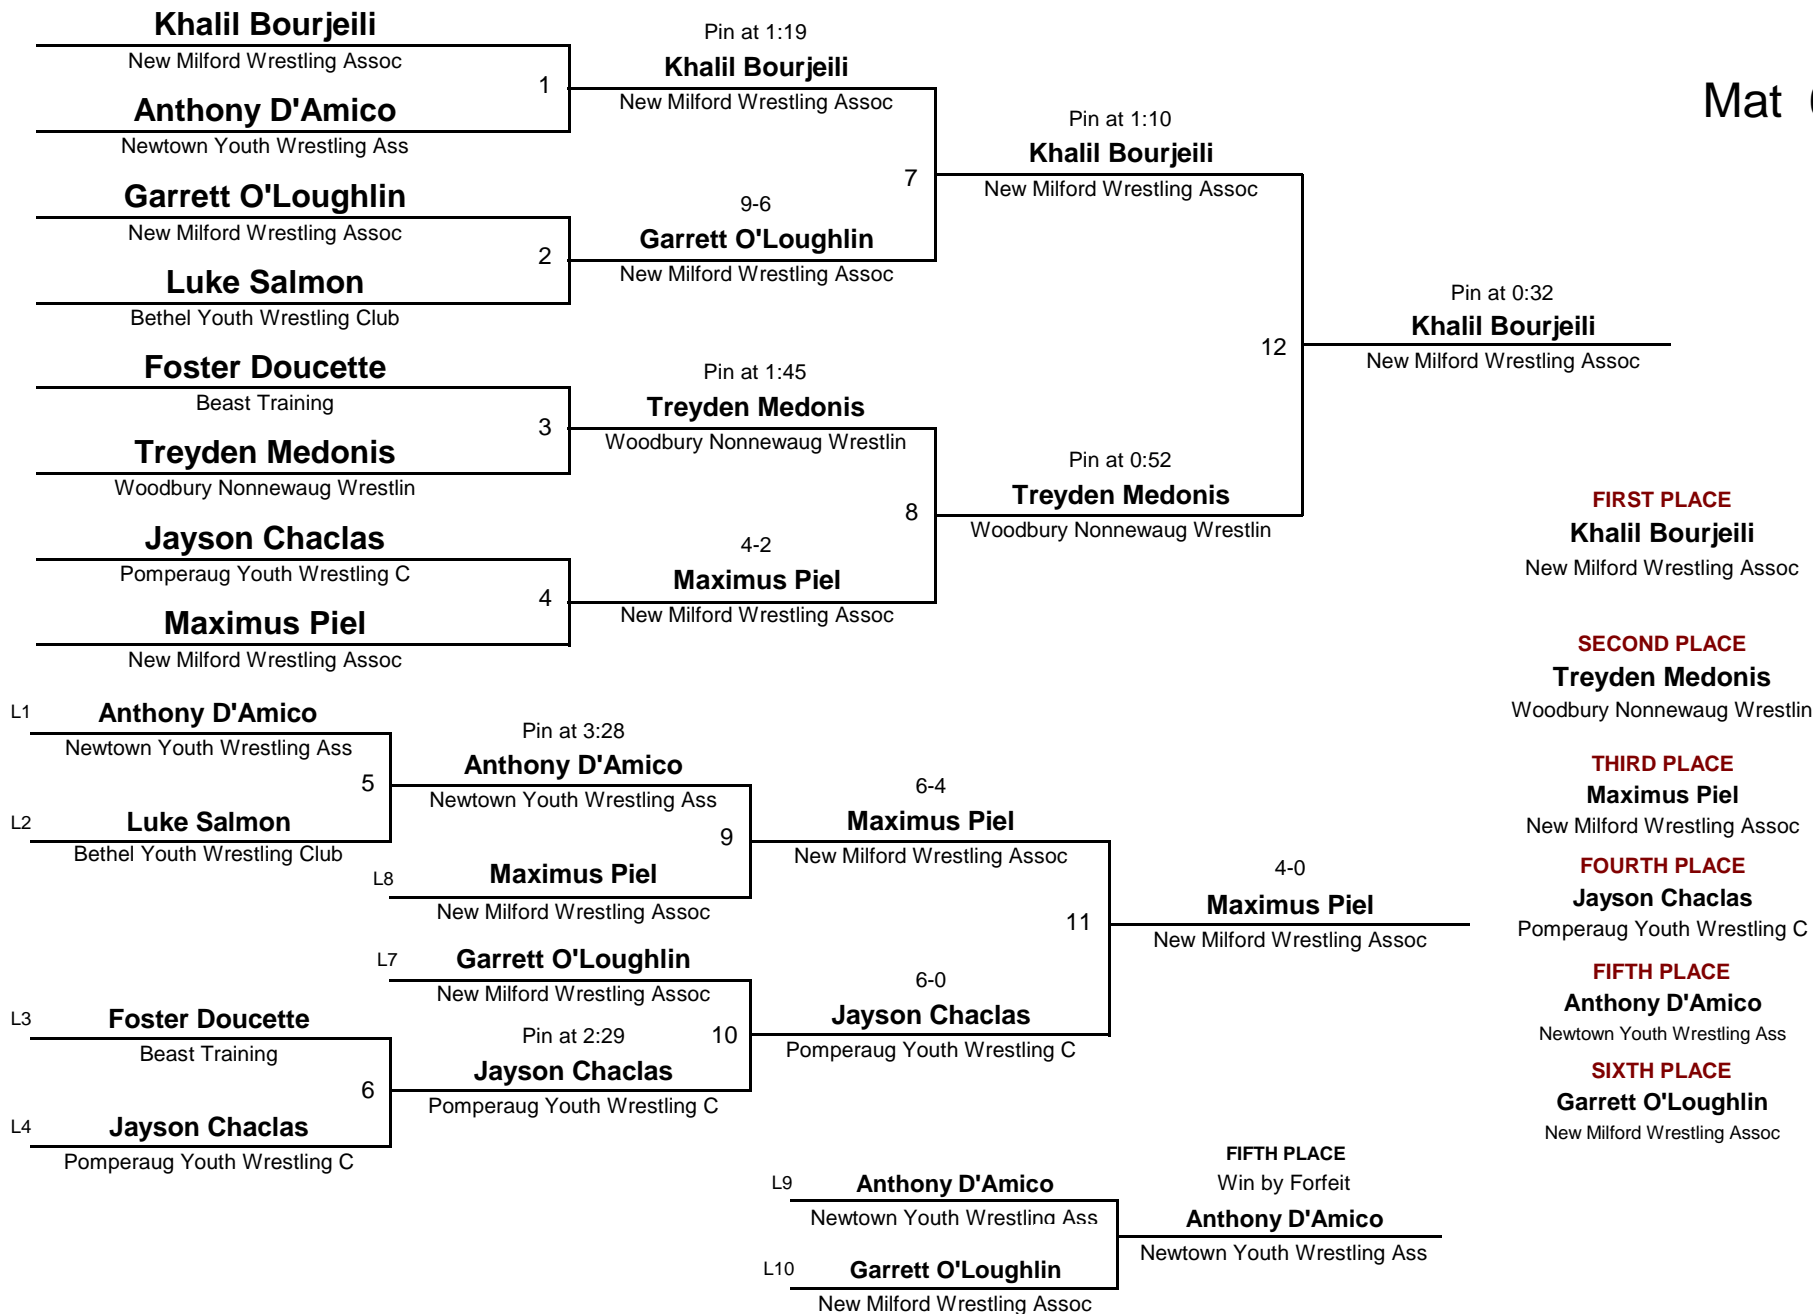 Khalil Bourjeili
New Milford Wrestling Assoc
1
Anthony D'Amico
Newtown Youth Wrestling Ass
Garrett O'Loughlin
New Milford Wrestling Assoc
2
Luke Salmon
Bethel Youth Wrestling Club
Foster Doucette
Beast Training
3
Treyden Medonis
Woodbury Nonnewaug Wrestlin
Jayson Chaclas
Pomperaug Youth Wrestling C
4
Maximus Piel
New Milford Wrestling Assoc
Pin at 1:19
Khalil Bourjeili
New Milford Wrestling Assoc
7
9-6
Garrett O'Loughlin
New Milford Wrestling Assoc
Pin at 1:45
Treyden Medonis
Woodbury Nonnewaug Wrestlin
8
4-2
Maximus Piel
New Milford Wrestling Assoc
Pin at 1:10
Khalil Bourjeili
New Milford Wrestling Assoc
12
Pin at 0:52
Treyden Medonis
Woodbury Nonnewaug Wrestlin
Pin at 0:32
Khalil Bourjeili
New Milford Wrestling Assoc
Mat
L1
Anthony D'Amico
Newtown Youth Wrestling Ass
5
L2
Luke Salmon
Bethel Youth Wrestling Club
L3
Foster Doucette
Beast Training
6
L4
Jayson Chaclas
Pomperaug Youth Wrestling C
Pin at 3:28
Anthony D'Amico
Newtown Youth Wrestling Ass
9
L8
Maximus Piel
New Milford Wrestling Assoc
L7
Garrett O'Loughlin
New Milford Wrestling Assoc
10
Pin at 2:29
Jayson Chaclas
Pomperaug Youth Wrestling C
6-4
Maximus Piel
New Milford Wrestling Assoc
11
6-0
Jayson Chaclas
Pomperaug Youth Wrestling C
4-0
Maximus Piel
New Milford Wrestling Assoc
L9
Anthony D'Amico
Newtown Youth Wrestling Ass
L10
Garrett O'Loughlin
New Milford Wrestling Assoc
FIFTH PLACE
Win by Forfeit
Anthony D'Amico
Newtown Youth Wrestling Ass
FIRST PLACE
Khalil Bourjeili
New Milford Wrestling Assoc
SECOND PLACE
Treyden Medonis
Woodbury Nonnewaug Wrestlin
THIRD PLACE
Maximus Piel
New Milford Wrestling Assoc
FOURTH PLACE
Jayson Chaclas
Pomperaug Youth Wrestling C
FIFTH PLACE
Anthony D'Amico
Newtown Youth Wrestling Ass
SIXTH PLACE
Garrett O'Loughlin
New Milford Wrestling Assoc